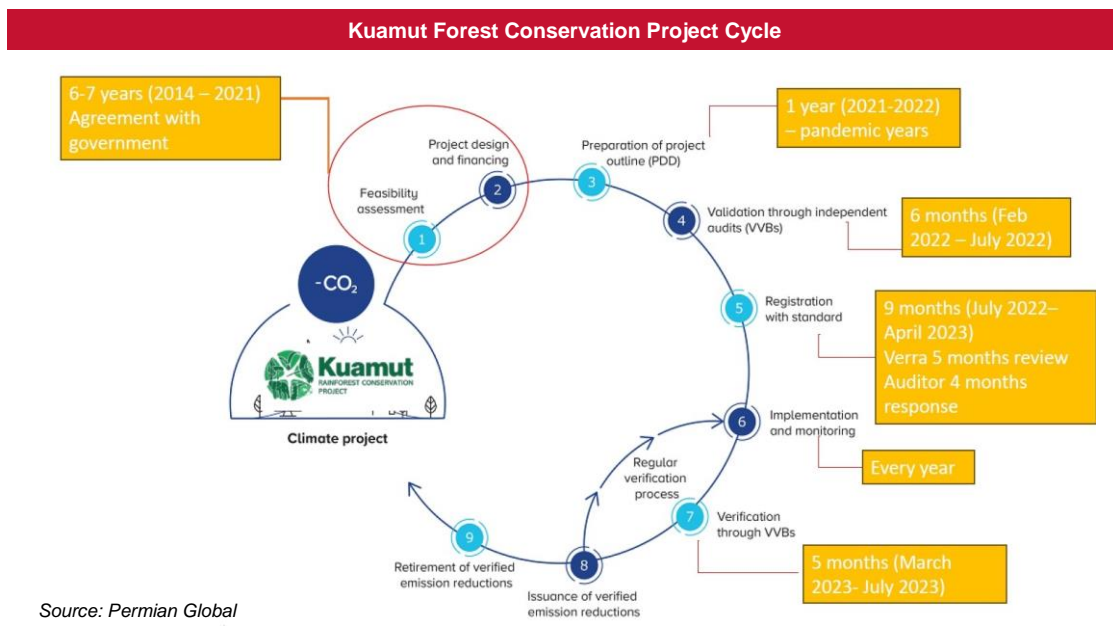 Kuamut Forest Conservation Project Cycle
6-7 years (2014 – 2021)
Agreement with
government
1 year (2021-2022)
– pandemic years
Project design
and financing
2
Preparation of project
outline (PDD)
3
Feasibility
assessment
1
4
Validation through independent
audits (VVBs)
6 months (Feb
2022 – July 2022)
-CO₂
5
Registration
with standard
9 months (July 2022–
April 2023)
Verra 5 months review
Auditor 4 months
response
Kuamut
RAINFOREST CONSERVATION
PROJECT
Climate project
6
Implementation
and monitoring
Every year
Regular
verification
process
7
Verification
through VVBs
5 months (March
2023- July 2023)
9
Retirement of verified
emission reductions
8
Issuance of verified
emission reductions
Source: Permian Global